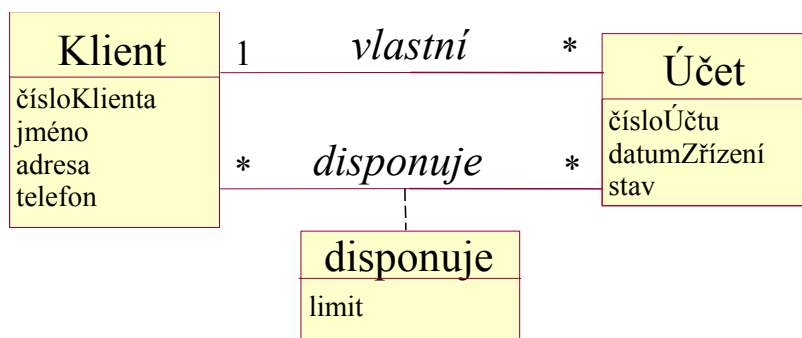 Klient
čísloKlienta
jméno
adresa
telefon
1 vlastní *
* disponuje *
Účet
čísloÚčtu
datumZřízení
stav
disponuje
limit